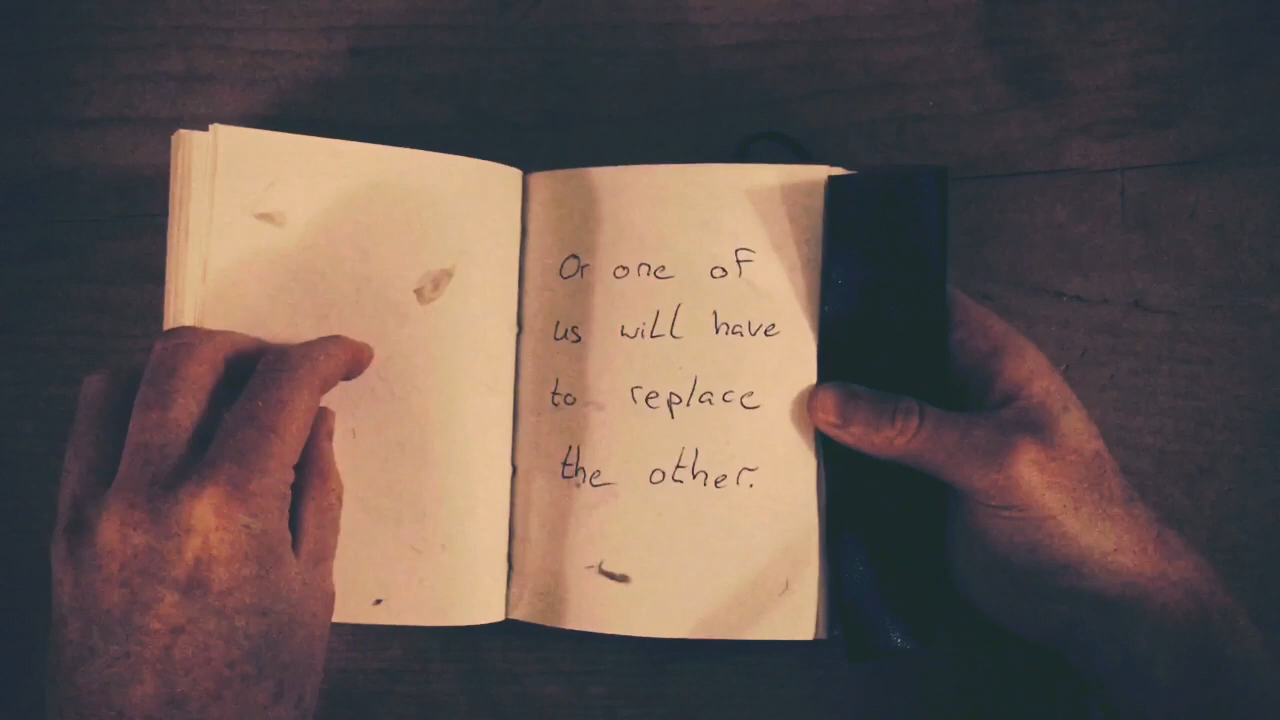 Or one of
us will have
to replace
the other.